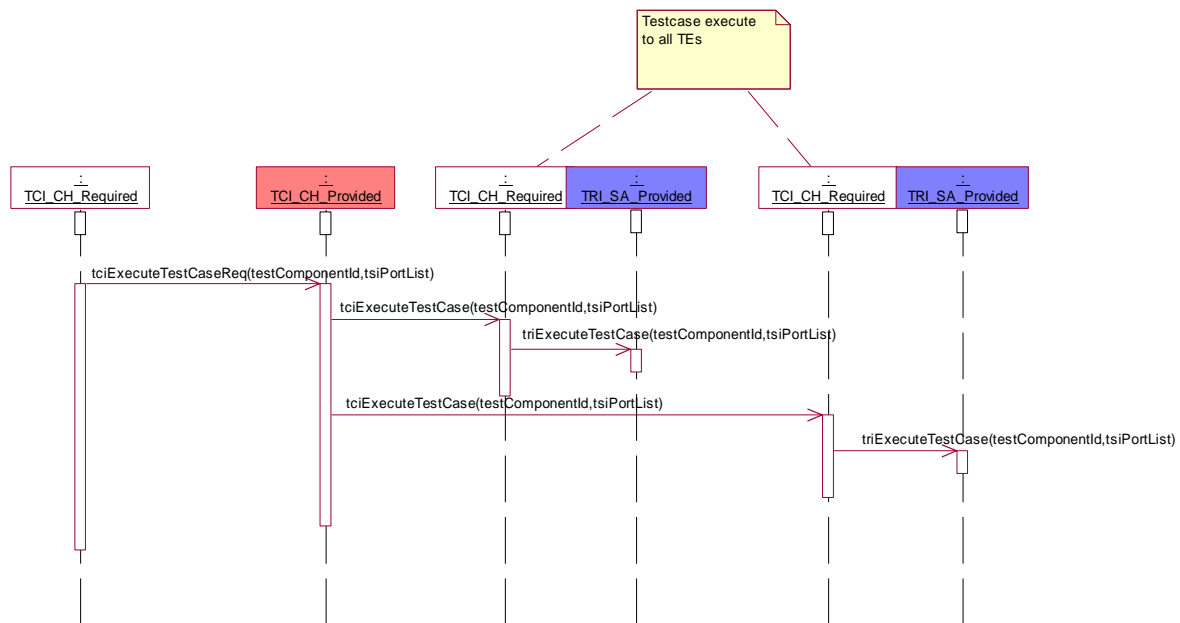 Testcase execute
to all TEs
:
TCI_CH_Required
:
TCI_CH_Provided
:
TCI_CH_Required
:
TRI_SA_Provided
:
TCI_CH_Required
:
TRI_SA_Provided
tciExecuteTestCaseReq(testComponentId,tsiPortList)
tciExecuteTestCase(testComponentId,tsiPortList)
triExecuteTestCase(testComponentId,tsiPortList)
tciExecuteTestCase(testComponentId,tsiPortList)
triExecuteTestCase(testComponentId,tsiPortList)